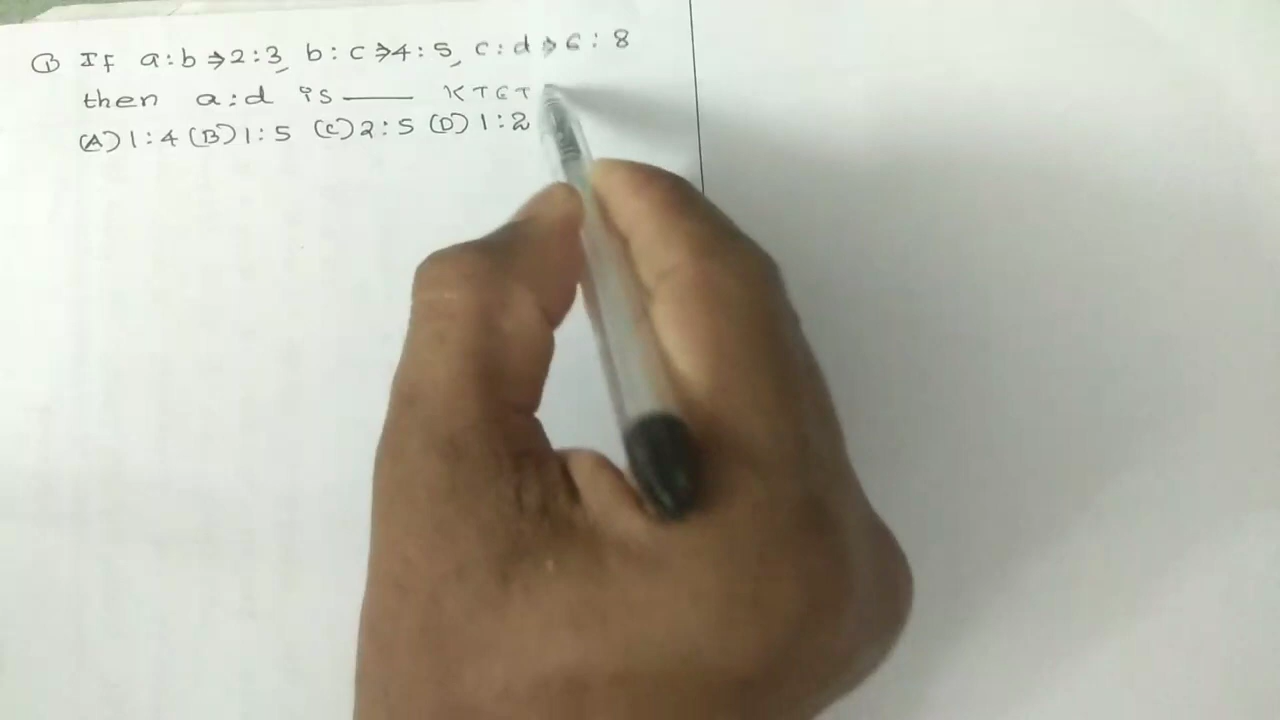 ① If a:b ⇒ 2:3, b:c ⇒ 4:5, c:d ⇒ 6:8
then a:d is —— KTET
(A) 1:4 (B) 1:5 (C) 2:5 (D) 1:2